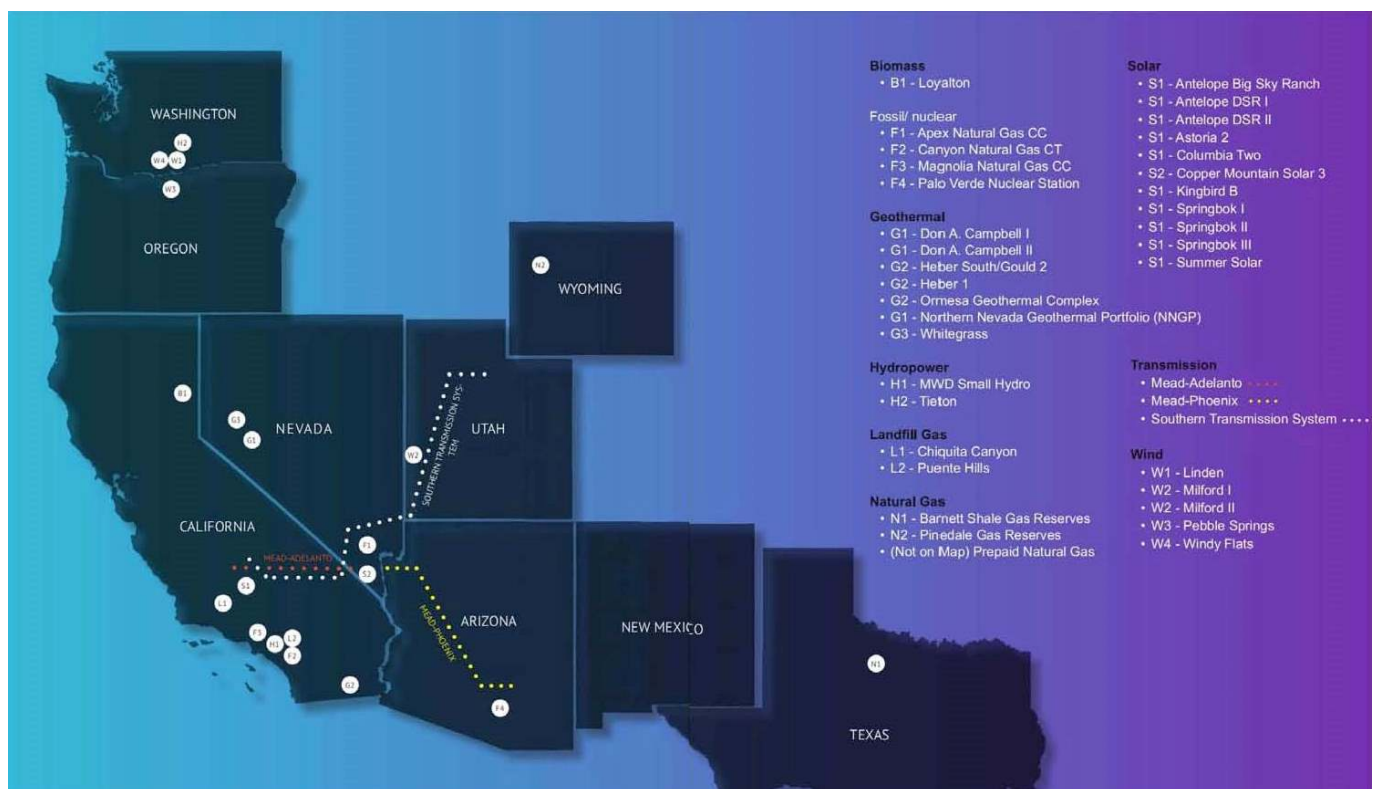 WASHINGTON
H2
W4
W1
W3
OREGON
N2
WYOMING
B1
G3
G1
NEVADA
UTAH
W2
SOUTHERN TRANSMISSION SYS-
TEM
CALIFORNIA
F1
MEAD-ADELANTO
S2
S1
L1
F3
H1
L2
F2
G2
MEAD-PHOENIX
ARIZONA
F4
NEW MEXICO
N1
TEXAS
Biomass
• B1 - Loyalton
Fossil/ nuclear
• F1 - Apex Natural Gas CC
• F2 - Canyon Natural Gas CT
• F3 - Magnolia Natural Gas CC
• F4 - Palo Verde Nuclear Station
Geothermal
• G1 - Don A. Campbell I
• G1 - Don A. Campbell II
• G2 - Heber South/Gould 2
• G2 - Heber 1
• G2 - Ormesa Geothermal Complex
• G1 - Northern Nevada Geothermal Portfolio (NNGP)
• G3 - Whitegrass
Hydropower
• H1 - MWD Small Hydro
• H2 - Tieton
Landfill Gas
• L1 - Chiquita Canyon
• L2 - Puente Hills
Natural Gas
• N1 - Barnett Shale Gas Reserves
• N2 - Pinedale Gas Reserves
• (Not on Map) Prepaid Natural Gas
Solar
• S1 - Antelope Big Sky Ranch
• S1 - Antelope DSR I
• S1 - Antelope DSR II
• S1 - Astoria 2
• S1 - Columbia Two
• S2 - Copper Mountain Solar 3
• S1 - Kingbird B
• S1 - Springbok I
• S1 - Springbok II
• S1 - Springbok III
• S1 - Summer Solar
Transmission
• Mead-Adelanto
• Mead-Phoenix
• Southern Transmission System
Wind
• W1 - Linden
• W2 - Milford I
• W2 - Milford II
• W3 - Pebble Springs
• W4 - Windy Flats